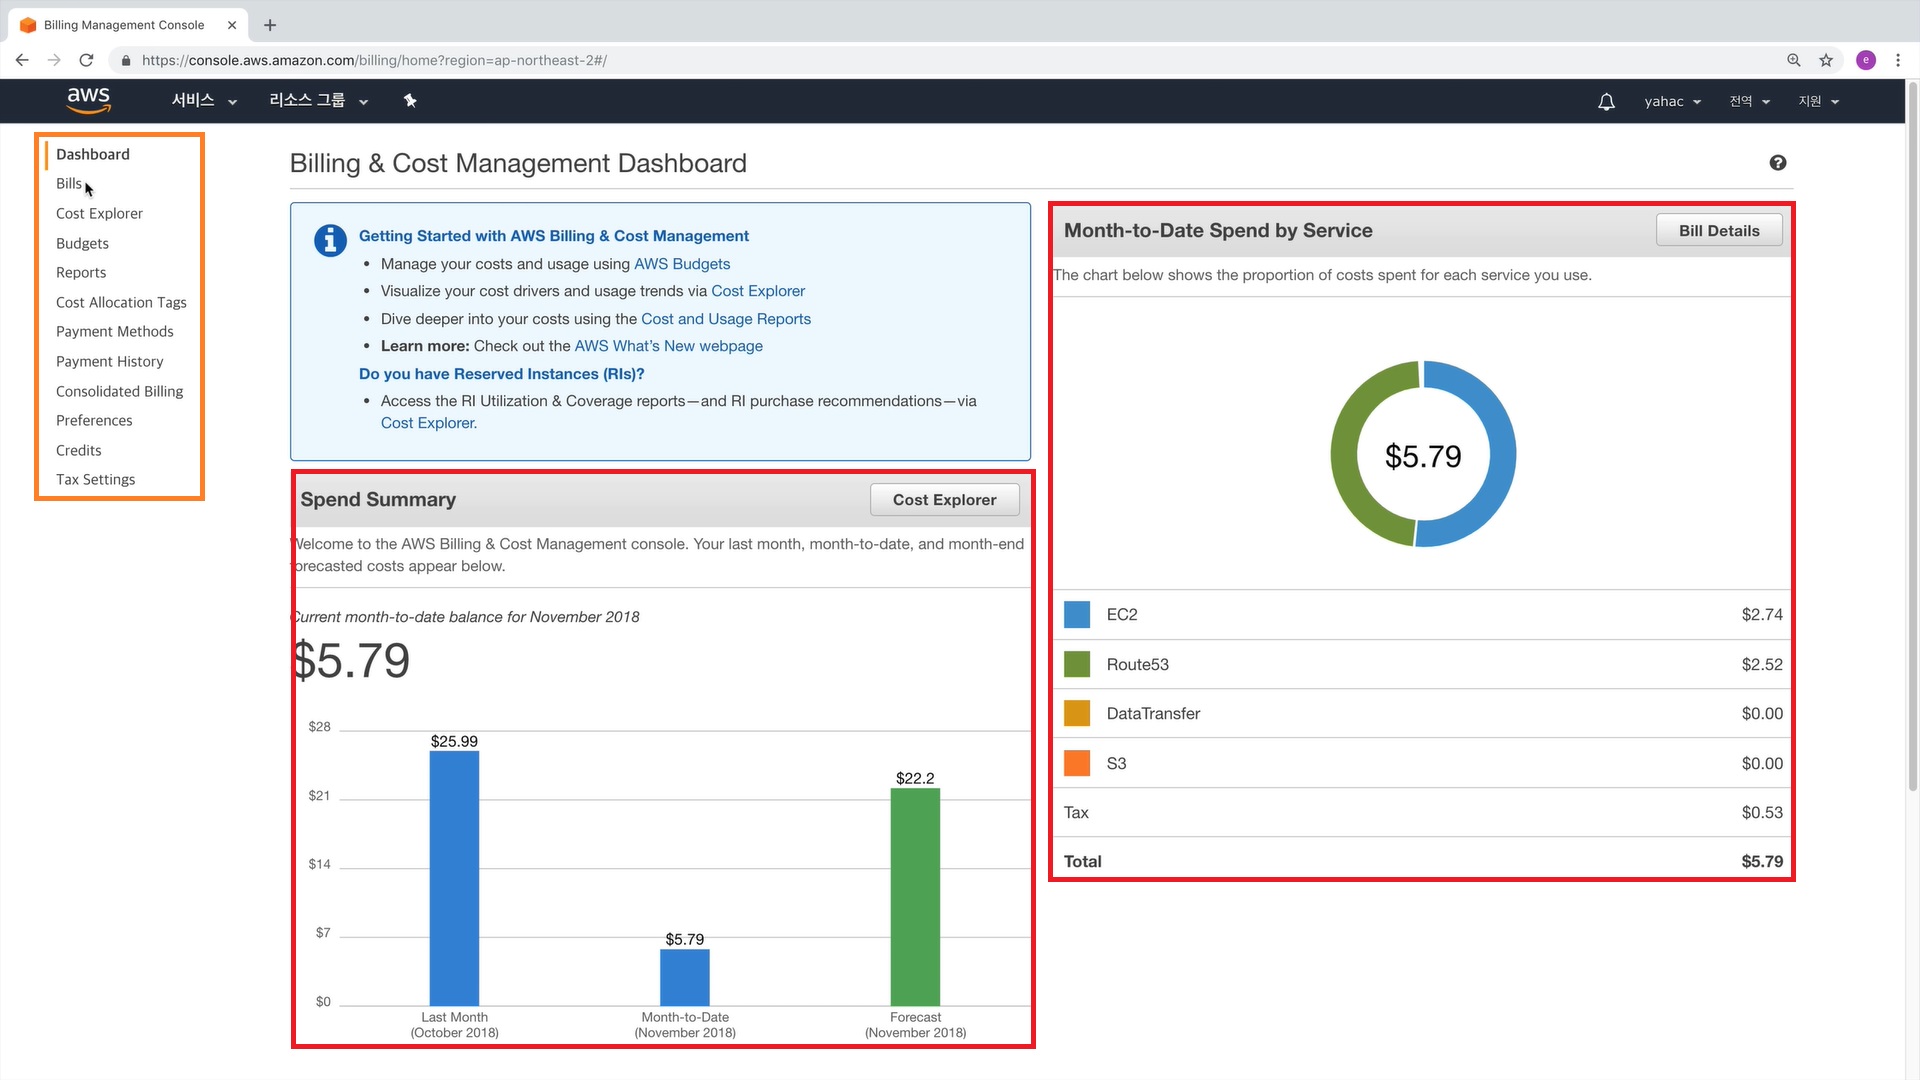 Billing Management Console
https://console.aws.amazon.com/billing/home?region=ap-northeast-2#/
e
aws
서비스
리소스 그룹
yahac
전역
지원
Dashboard
Bills
Cost Explorer
Budgets
Reports
Cost Allocation Tags
Payment Methods
Payment History
Consolidated Billing
Preferences
Credits
Tax Settings
Billing & Cost Management Dashboard
Getting Started with AWS Billing & Cost Management
• Manage your costs and usage using AWS Budgets
• Visualize your cost drivers and usage trends via Cost Explorer
• Dive deeper into your costs using the Cost and Usage Reports
• Learn more: Check out the AWS What's New webpage
Do you have Reserved Instances (RIs)?
• Access the RI Utilization & Coverage reports—and RI purchase recommendations—via
Cost Explorer.
Spend Summary
Cost Explorer
Welcome to the AWS Billing & Cost Management console. Your last month, month-to-date, and month-end
forecasted costs appear below.
Current month-to-date balance for November 2018
$5.79
$28
$21
$14
$7
$0
$25.99
$5.79
$22.2
Last Month
(October 2018)
Month-to-Date
(November 2018)
Forecast
(November 2018)
Month-to-Date Spend by Service
Bill Details
The chart below shows the proportion of costs spent for each service you use.
$5.79
EC2 $2.74
Route53 $2.52
DataTransfer $0.00
S3 $0.00
Tax $0.53
Total $5.79